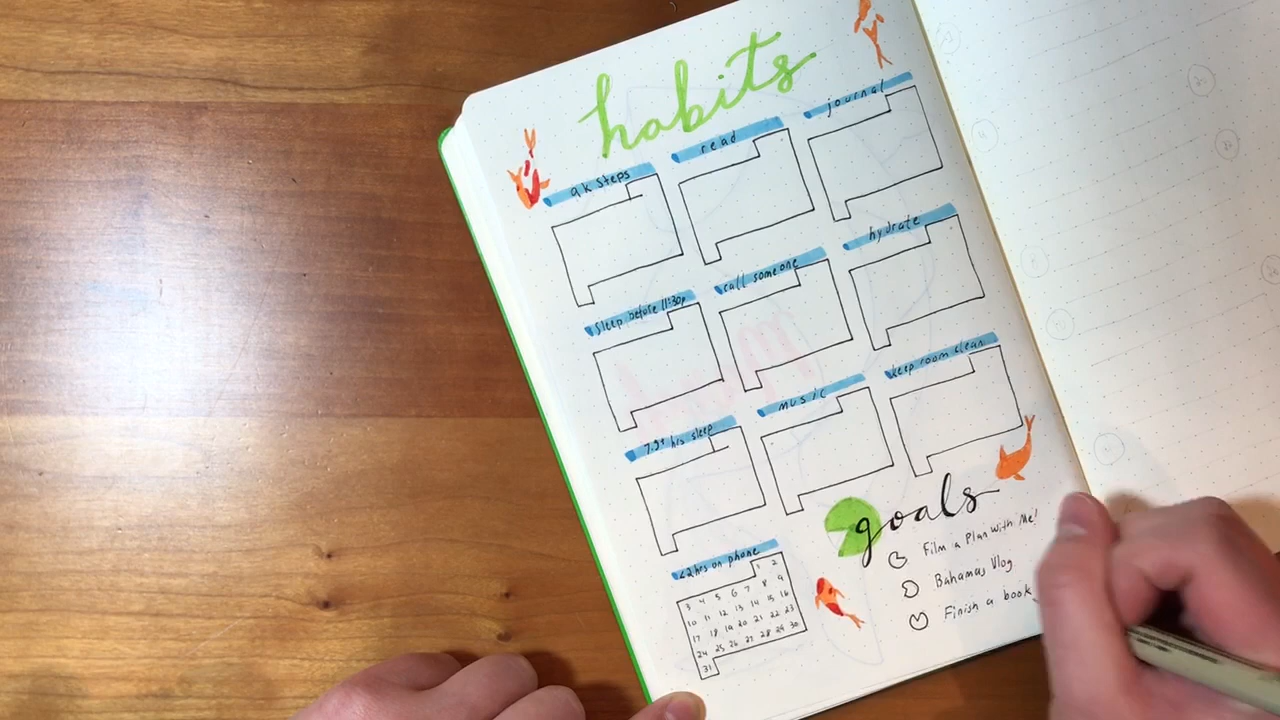 habits
9k steps
read
journal
sleep before 11:30p
call someone
hydrate
7.5+ hrs sleep
music
keep room clean
<2 hrs on phone
1 2
3 4 5 6 7 8 9
10 11 12 13 14 15 16
17 18 19 20 21 22 23
24 25 26 27 28 29 30
31
goals
Film a Plan with Me!
Bahamas Vlog
Finish a book